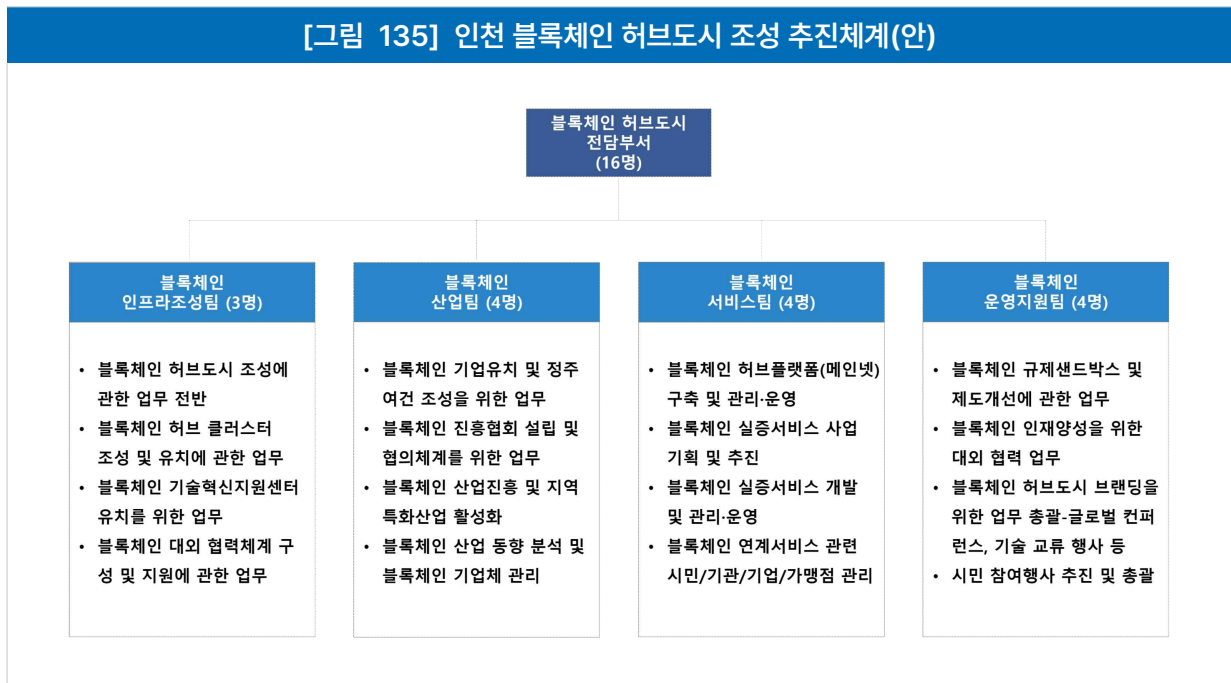 [그림 135] 인천 블록체인 허브도시 조성 추진체계(안)
블록체인 허브도시
전담부서
(16명)
블록체인
인프라조성팀 (3명)
• 블록체인 허브도시 조성에
관한 업무 전반
• 블록체인 허브 클러스터
조성 및 유치에 관한 업무
• 블록체인 기술혁신지원센터
유치를 위한 업무
• 블록체인 대외 협력체계 구
성 및 지원에 관한 업무
블록체인
산업팀 (4명)
• 블록체인 기업유치 및 정주
여건 조성을 위한 업무
• 블록체인 진흥협회 설립 및
협의체계를 위한 업무
• 블록체인 산업진흥 및 지역
특화산업 활성화
• 블록체인 산업 동향 분석 및
블록체인 기업체 관리
블록체인
서비스팀 (4명)
• 블록체인 허브플랫폼(메인넷)
구축 및 관리·운영
• 블록체인 실증서비스 사업
기획 및 추진
• 블록체인 실증서비스 개발
및 관리·운영
• 블록체인 연계서비스 관련
시민/기관/기업/가맹점 관리
블록체인
운영지원팀 (4명)
• 블록체인 규제샌드박스 및
제도개선에 관한 업무
• 블록체인 인재양성을 위한
대외 협력 업무
• 블록체인 허브도시 브랜딩을
위한 업무 총괄-글로벌 컨퍼
런스, 기술 교류 행사 등
• 시민 참여행사 추진 및 총괄